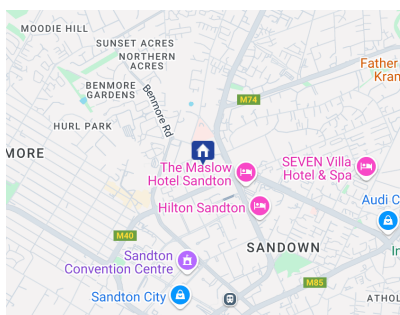 MOODIE HILL
SUNSET ACRES
NORTHERN
ACRES
Father
Kran
BENMORE
GARDENS
Benmore Rd
M74
HURL PARK
MORE
The Maslow
Hotel Sandton
SEVEN Villa
Hotel & Spa
Hilton Sandton
Audi C
M40
SANDOWN
In
Sandton
Convention Centre
M85
Sandton City
ATHOL